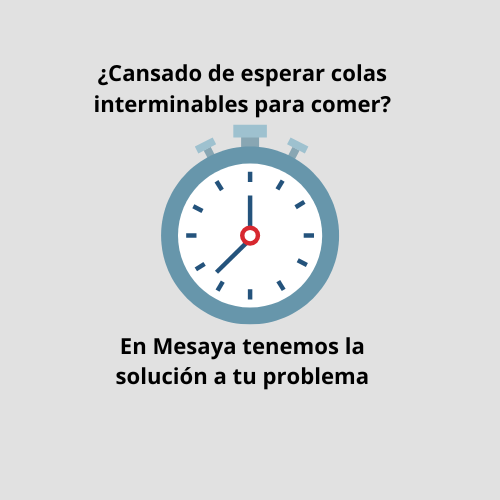 ¿Cansado de esperar colas
interminables para comer?
En Mesaya tenemos la
solución a tu problema